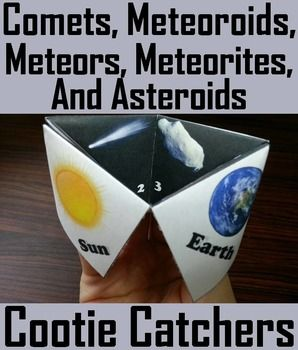 Comets, Meteoroids,
Meteors, Meteorites,
And Asteroids
2 3
Sun
Earth
Cootie Catchers